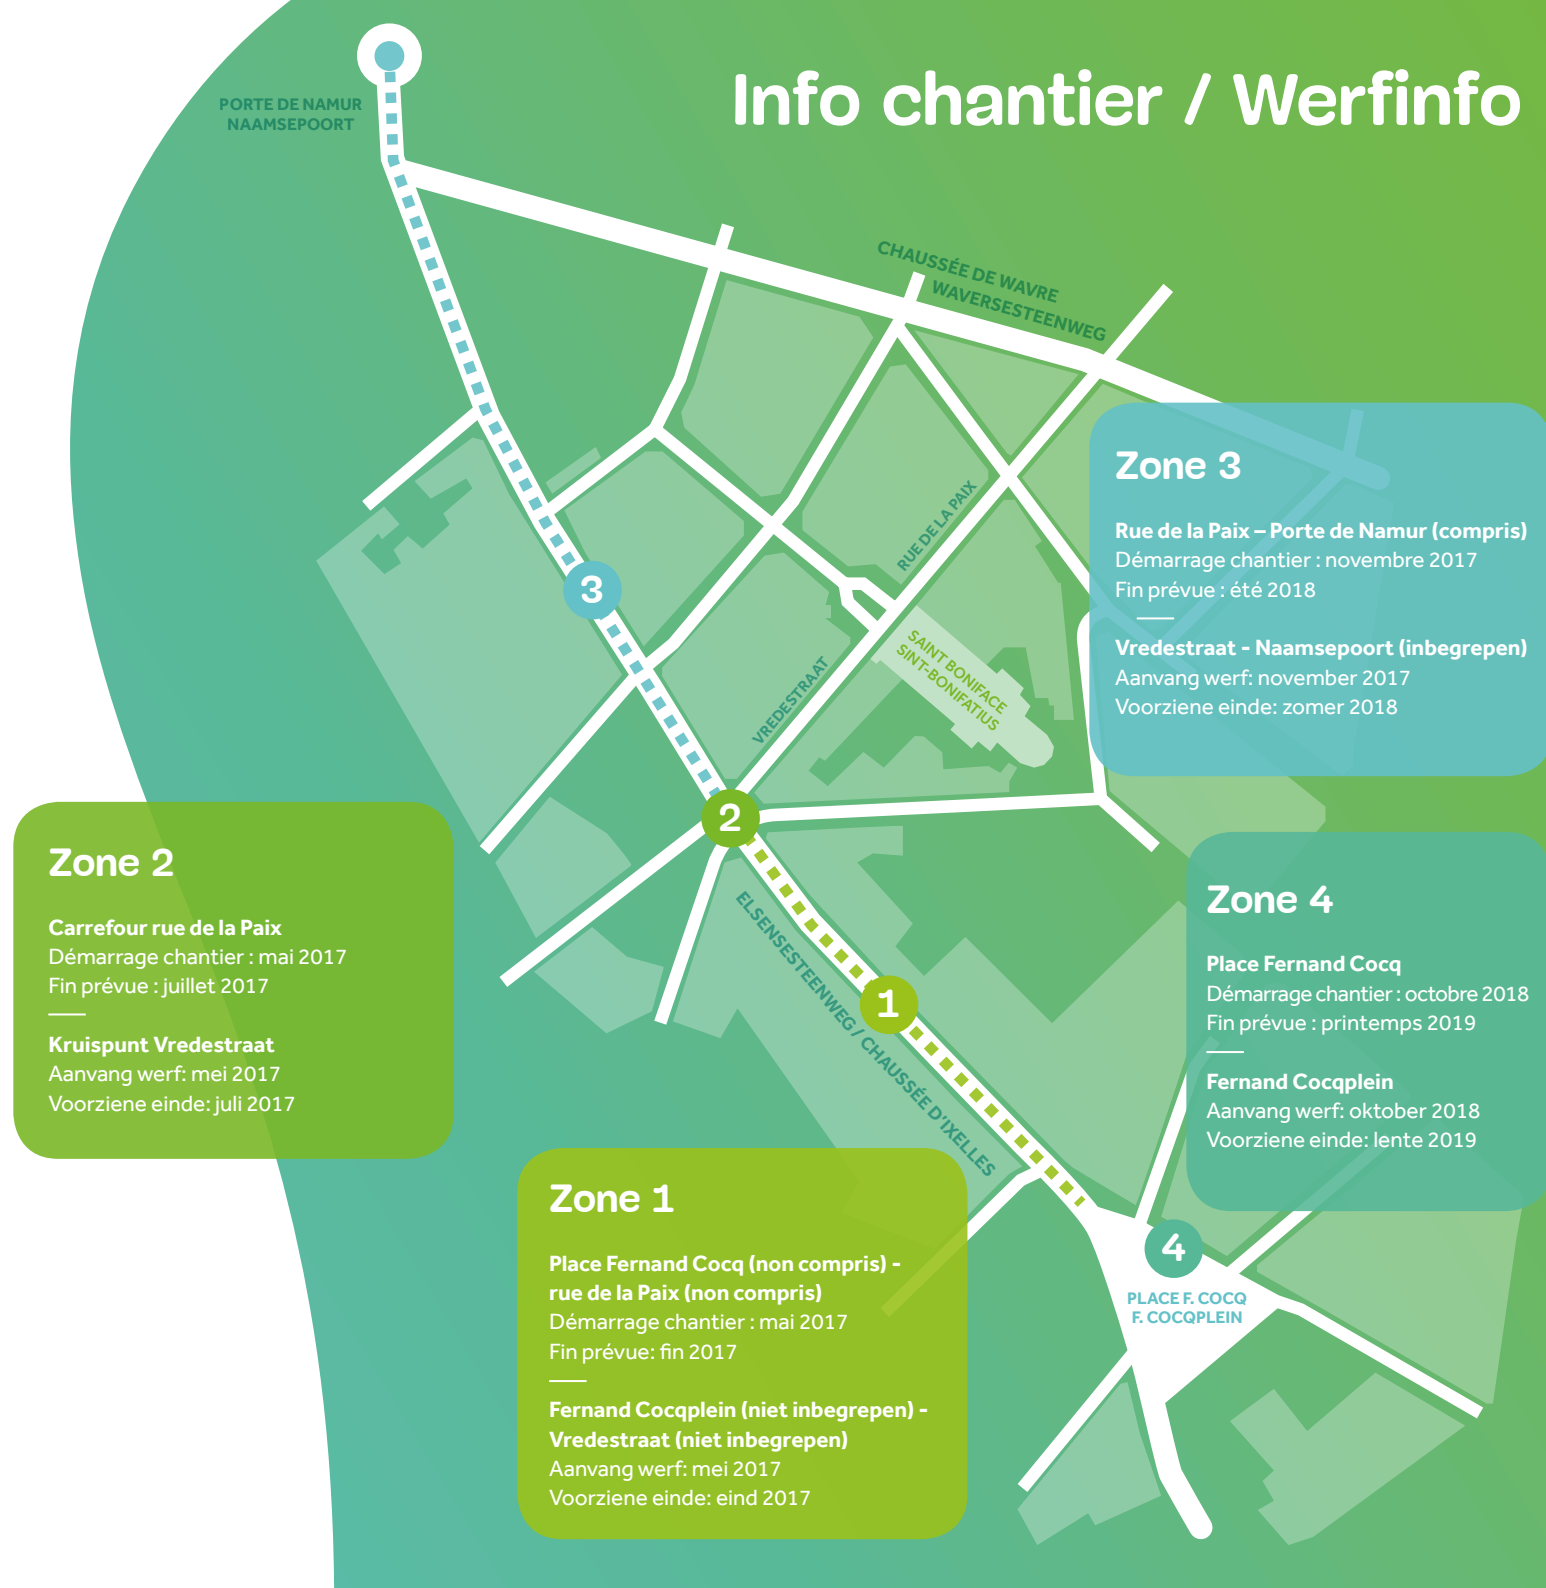 Info chantier / Werfinfo
PORTE DE NAMUR
NAAMSEPOORT
CHAUSSÉE DE WAVRE
WAVERSESTEENWEG
RUE DE LA PAIX
VREDESTRAAT
SAINT BONIFACE
SINT-BONIFATIUS
3
2
1
4
ELSENSESTEENWEG / CHAUSSÉE D'IXELLES
PLACE F. COCQ
F. COCQPLEIN
Zone 3
Rue de la Paix – Porte de Namur (compris)
Démarrage chantier : novembre 2017
Fin prévue : été 2018
Vredestraat - Naamsepoort (inbegrepen)
Aanvang werf: november 2017
Voorziene einde: zomer 2018
Zone 2
Carrefour rue de la Paix
Démarrage chantier : mai 2017
Fin prévue : juillet 2017
Kruispunt Vredestraat
Aanvang werf: mei 2017
Voorziene einde: juli 2017
Zone 4
Place Fernand Cocq
Démarrage chantier : octobre 2018
Fin prévue : printemps 2019
Fernand Cocqplein
Aanvang werf: oktober 2018
Voorziene einde: lente 2019
Zone 1
Place Fernand Cocq (non compris) -
rue de la Paix (non compris)
Démarrage chantier : mai 2017
Fin prévue: fin 2017
Fernand Cocqplein (niet inbegrepen) -
Vredestraat (niet inbegrepen)
Aanvang werf: mei 2017
Voorziene einde: eind 2017